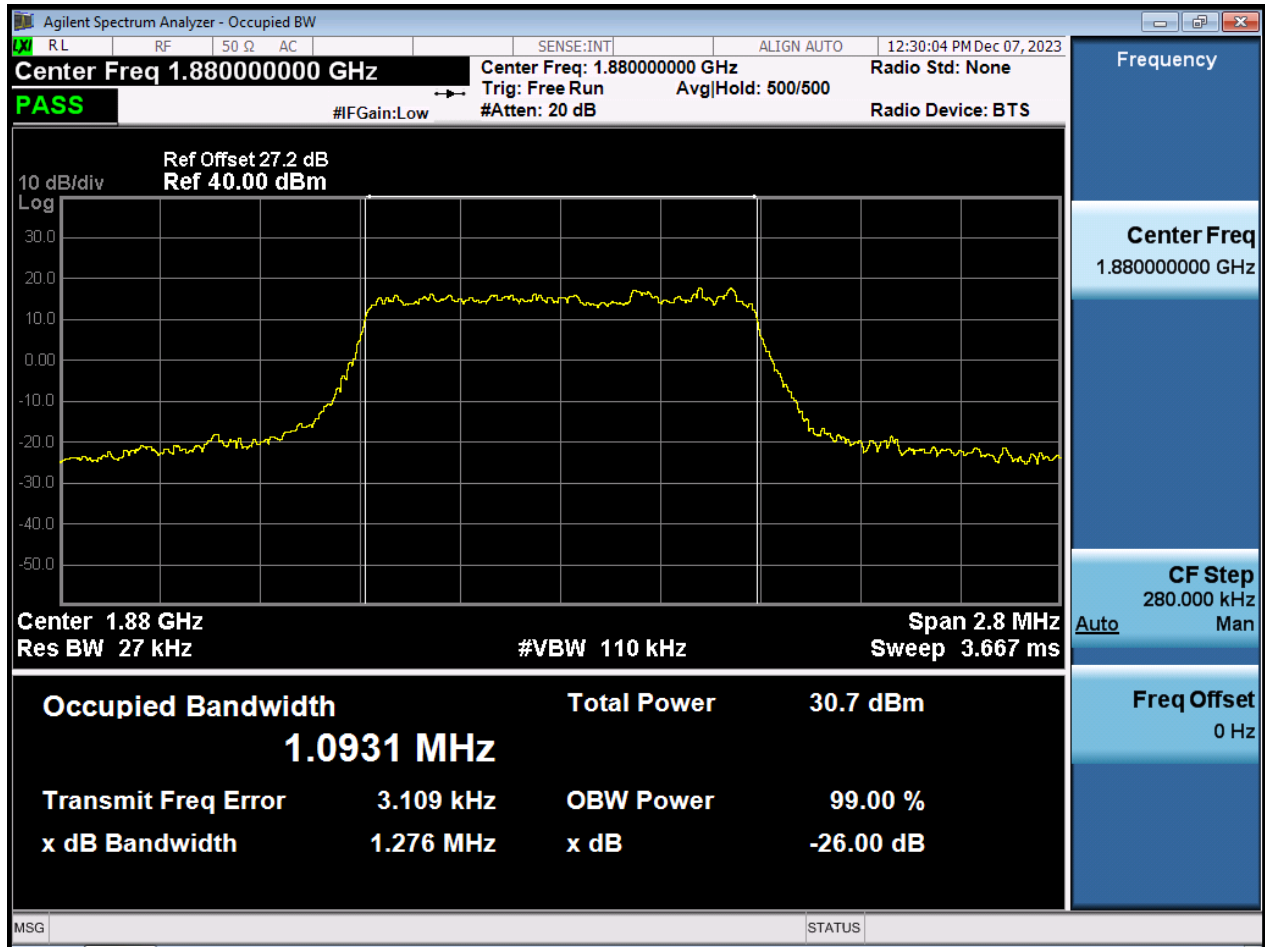 Agilent Spectrum Analyzer - Occupied BW
LXI RL RF 50 Ω AC SENSE:INT ALIGN AUTO 12:30:04 PM Dec 07, 2023
Center Freq 1.880000000 GHz
Center Freq: 1.880000000 GHz
Radio Std: None
PASS
Trig: Free Run Avg|Hold: 500/500
#IFGain:Low
#Atten: 20 dB
Radio Device: BTS
Ref Offset 27.2 dB
10 dB/div Ref 40.00 dBm
Log
30.0
20.0
10.0
0.00
-10.0
-20.0
-30.0
-40.0
-50.0
Center 1.88 GHz Span 2.8 MHz
Res BW 27 kHz #VBW 110 kHz Sweep 3.667 ms
Occupied Bandwidth Total Power 30.7 dBm
1.0931 MHz
Transmit Freq Error 3.109 kHz OBW Power 99.00 %
x dB Bandwidth 1.276 MHz x dB -26.00 dB
MSG STATUS
Frequency
Center Freq
1.880000000 GHz
CF Step
280.000 kHz
Auto Man
Freq Offset
0 Hz